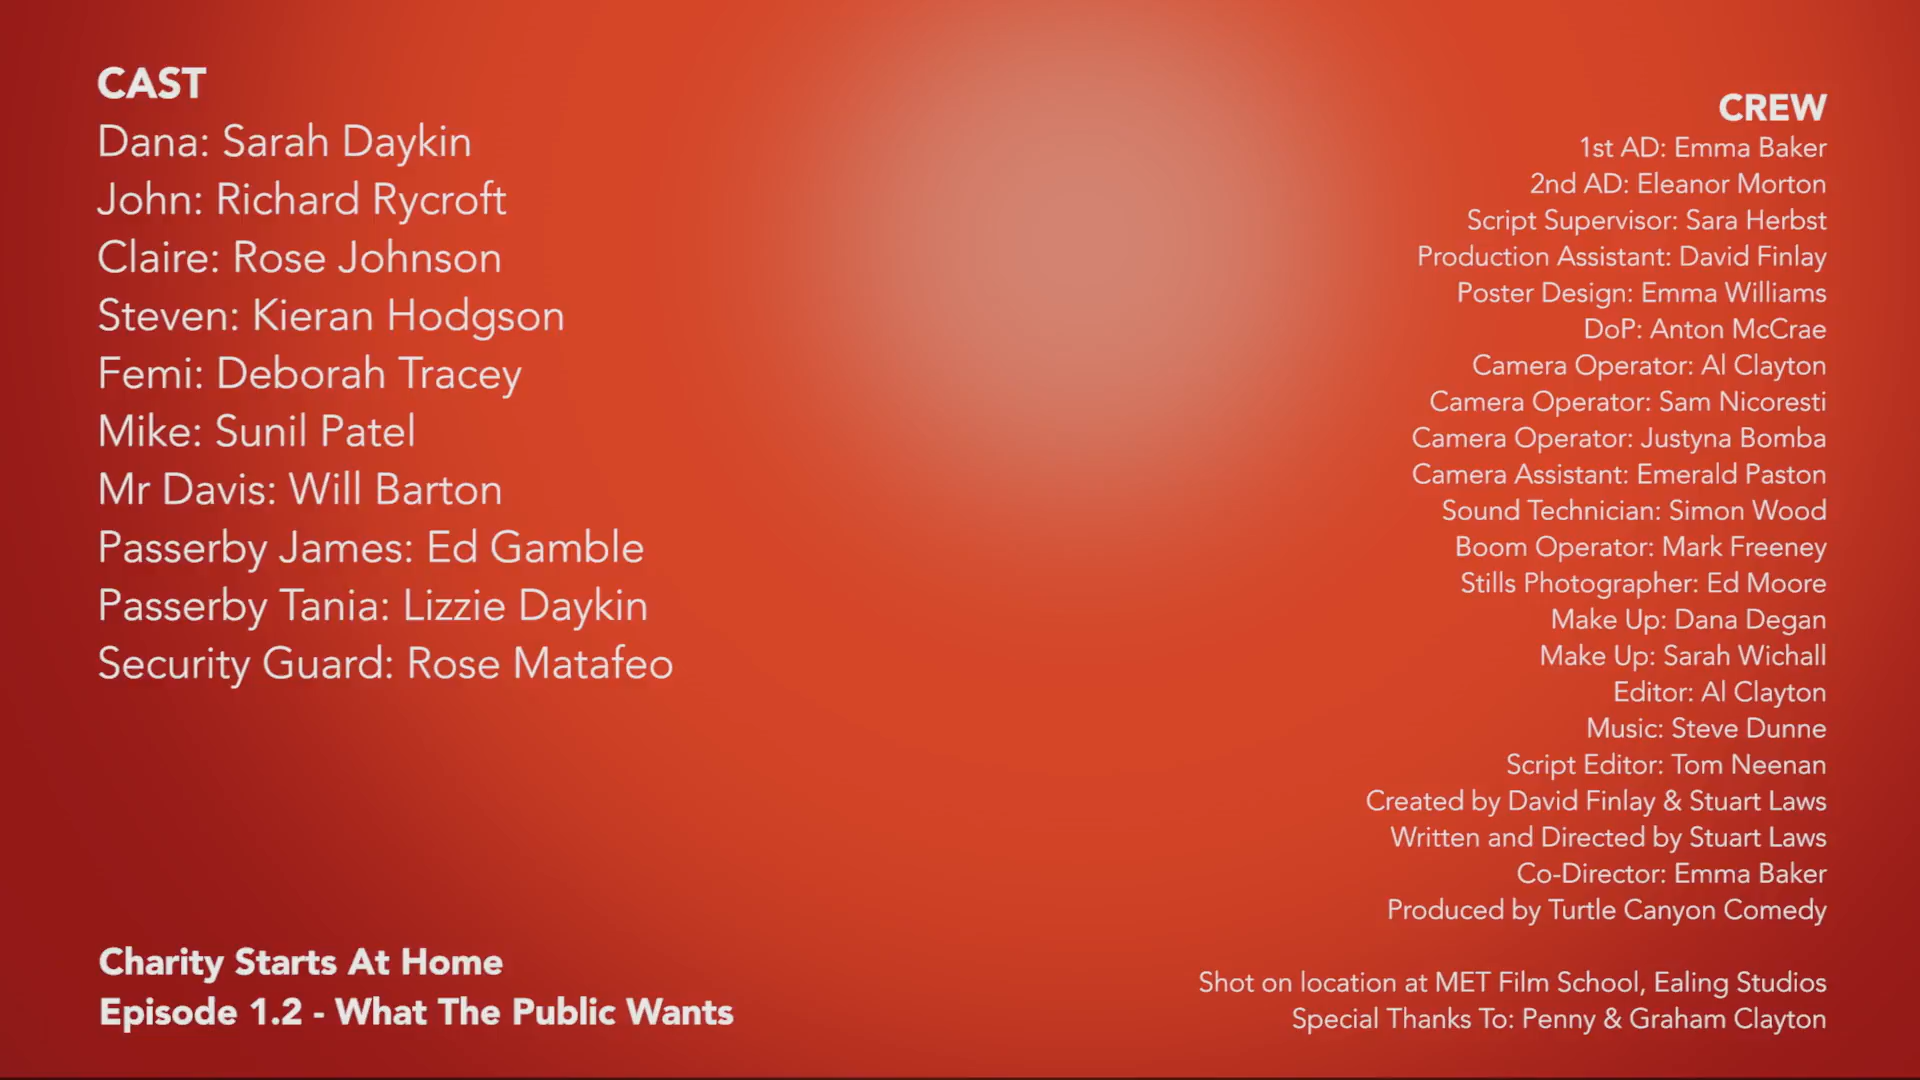 CAST
Dana: Sarah Daykin
John: Richard Rycroft
Claire: Rose Johnson
Steven: Kieran Hodgson
Femi: Deborah Tracey
Mike: Sunil Patel
Mr Davis: Will Barton
Passerby James: Ed Gamble
Passerby Tania: Lizzie Daykin
Security Guard: Rose Matafeo
Charity Starts At Home
Episode 1.2 - What The Public Wants
CREW
1st AD: Emma Baker
2nd AD: Eleanor Morton
Script Supervisor: Sara Herbst
Production Assistant: David Finlay
Poster Design: Emma Williams
DoP: Anton McCrae
Camera Operator: Al Clayton
Camera Operator: Sam Nicoresti
Camera Operator: Justyna Bomba
Camera Assistant: Emerald Paston
Sound Technician: Simon Wood
Boom Operator: Mark Freeney
Stills Photographer: Ed Moore
Make Up: Dana Degan
Make Up: Sarah Wichall
Editor: Al Clayton
Music: Steve Dunne
Script Editor: Tom Neenan
Created by David Finlay & Stuart Laws
Written and Directed by Stuart Laws
Co-Director: Emma Baker
Produced by Turtle Canyon Comedy
Shot on location at MET Film School, Ealing Studios
Special Thanks To: Penny & Graham Clayton